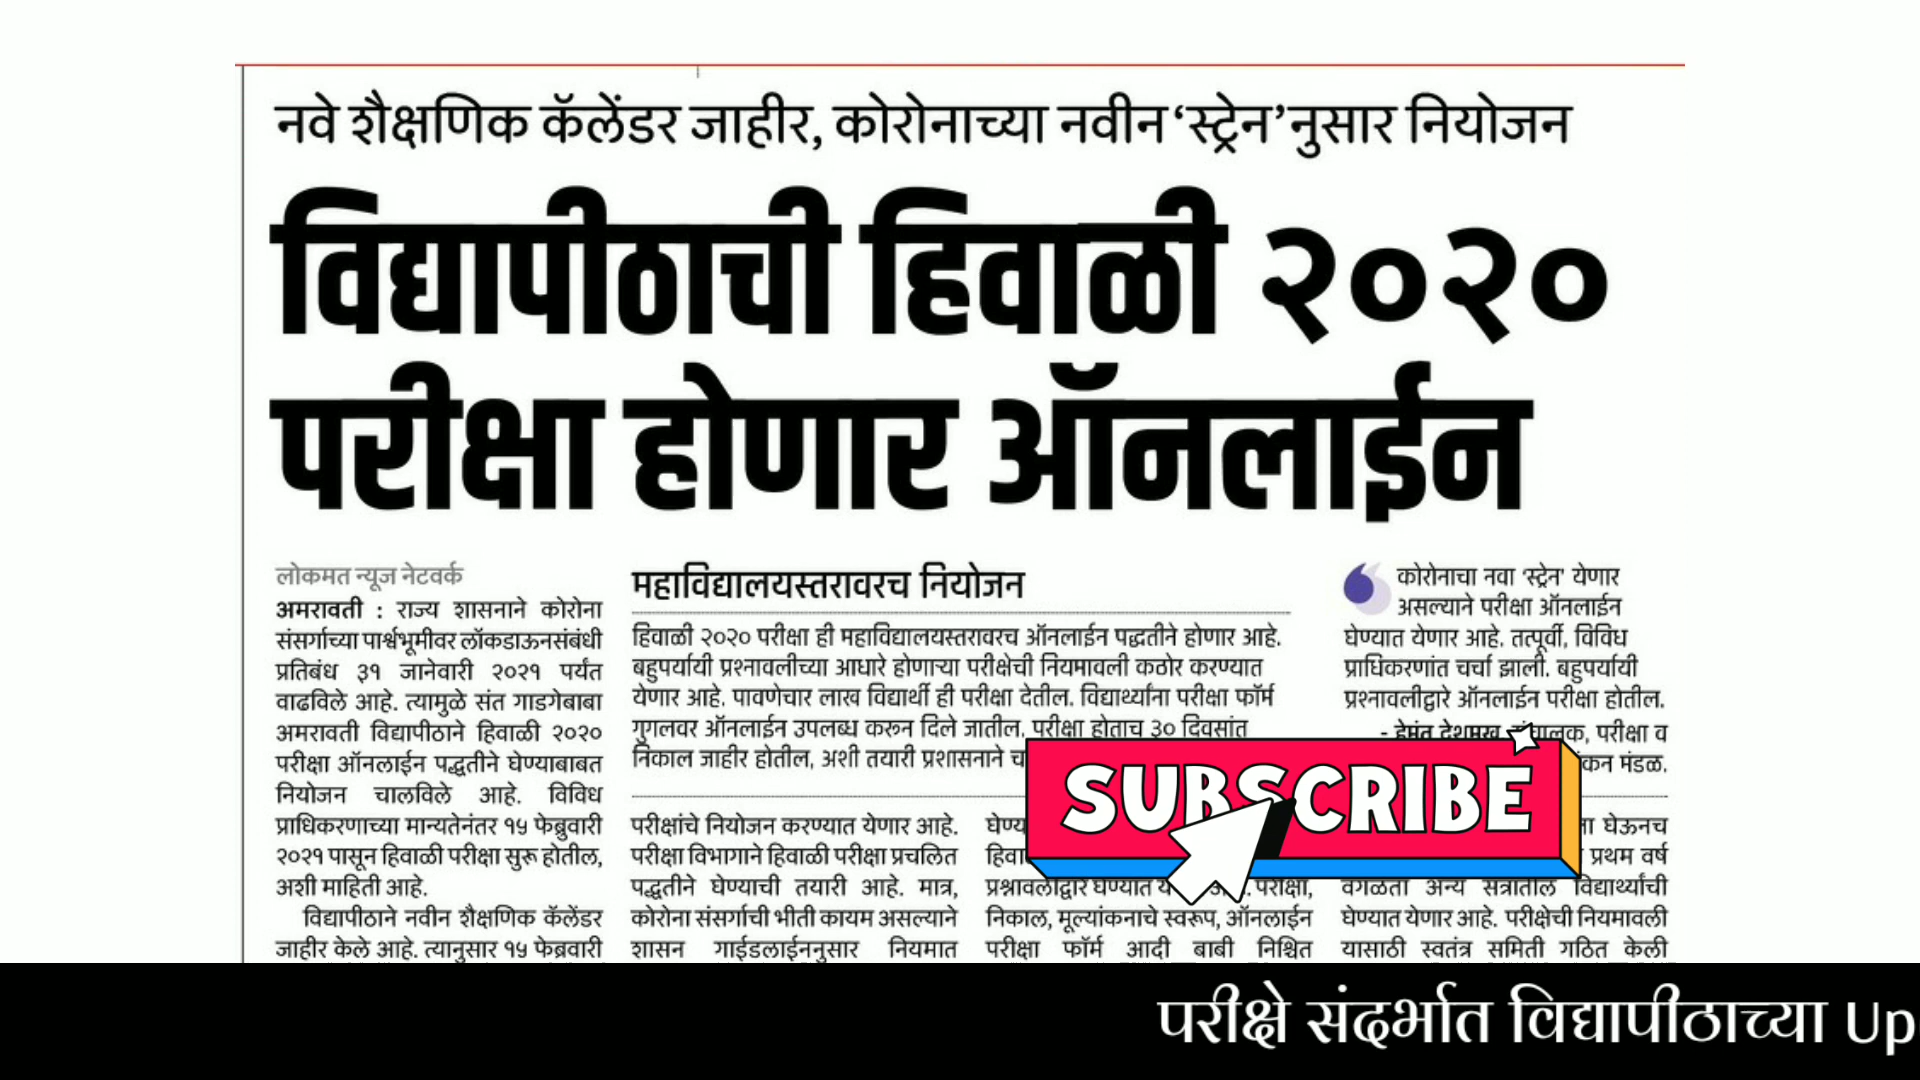 नवे शैक्षणिक कॅलेंडर जाहीर, कोरोनाच्या नवीन ‘स्ट्रेन’नुसार नियोजन
विद्यापीठाची हिवाळी २०२०
परीक्षा होणार ऑनलाईन
लोकमत न्यूज नेटवर्क
अमरावती : राज्य शासनाने कोरोना
संसर्गाच्या पार्श्वभूमीवर लॉकडाऊनसंबंधी
प्रतिबंध ३१ जानेवारी २०२१ पर्यंत
वाढविले आहे. त्यामुळे संत गाडगेबाबा
अमरावती विद्यापीठाने हिवाळी २०२०
परीक्षा ऑनलाईन पद्धतीने घेण्याबाबत
नियोजन चालविले आहे. विविध
प्राधिकरणाच्या मान्यतेनंतर १५ फेब्रुवारी
२०२१ पासून हिवाळी परीक्षा सुरू होतील,
अशी माहिती आहे.
विद्यापीठाने नवीन शैक्षणिक कॅलेंडर
जाहीर केले आहे. त्यानुसार १५ फेब्रुवारी
महाविद्यालयस्तरावरच नियोजन
हिवाळी २०२० परीक्षा ही महाविद्यालयस्तरावरच ऑनलाईन पद्धतीने होणार आहे.
बहुपर्यायी प्रश्नावलीच्या आधारे होणाऱ्या परीक्षेची नियमावली कठोर करण्यात
येणार आहे. पावणेचार लाख विद्यार्थी ही परीक्षा देतील. विद्यार्थ्यांना परीक्षा फॉर्म
गुगलवर ऑनलाईन उपलब्ध करून दिले जातील. परीक्षा होताच ३० दिवसांत
निकाल जाहीर होतील, अशी तयारी प्रशासनाने
परीक्षांचे नियोजन करण्यात येणार आहे.
परीक्षा विभागाने हिवाळी परीक्षा प्रचलित
पद्धतीने घेण्याची तयारी आहे. मात्र,
कोरोना संसर्गाची भीती कायम असल्याने
शासन गाईडलाईननुसार नियमात
प्रश्नावलीद्वारे घेण्यात परीक्षा,
निकाल, मूल्यांकनाचे स्वरूप, ऑनलाईन
परीक्षा फॉर्म आदी बाबी निश्चित
कोरोनाचा नवा ‘स्ट्रेन’ येणार
असल्याने परीक्षा ऑनलाईन
घेण्यात येणार आहे. तत्पूर्वी, विविध
प्राधिकरणांत चर्चा झाली. बहुपर्यायी
प्रश्नावलीद्वारे ऑनलाईन परीक्षा होतील.
- हेमंत देशमुख, परीक्षा व
मंडळ.
घेऊनच
प्रथम वर्ष
वगळता अन्य सत्रातील विद्यार्थ्यांची
घेण्यात येणार आहे. परीक्षेची नियमावली
यासाठी स्वतंत्र समिती गठित केली
SUBSCRIBE
परीक्षे संदर्भात विद्यापीठाच्या Up